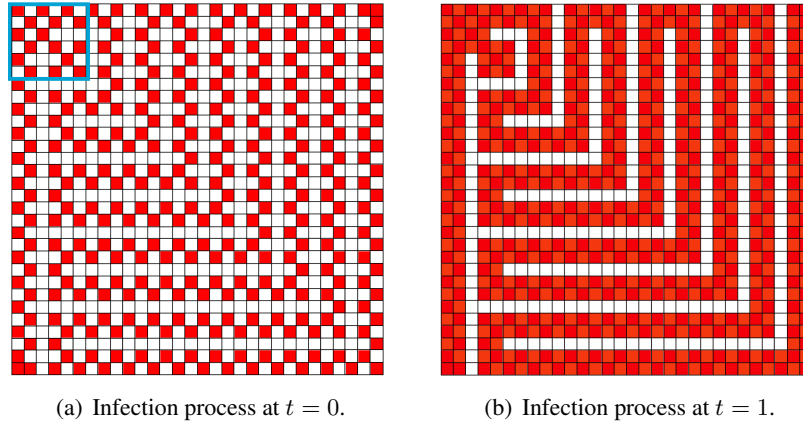 (a) Infection process at t = 0.
(b) Infection process at t = 1.